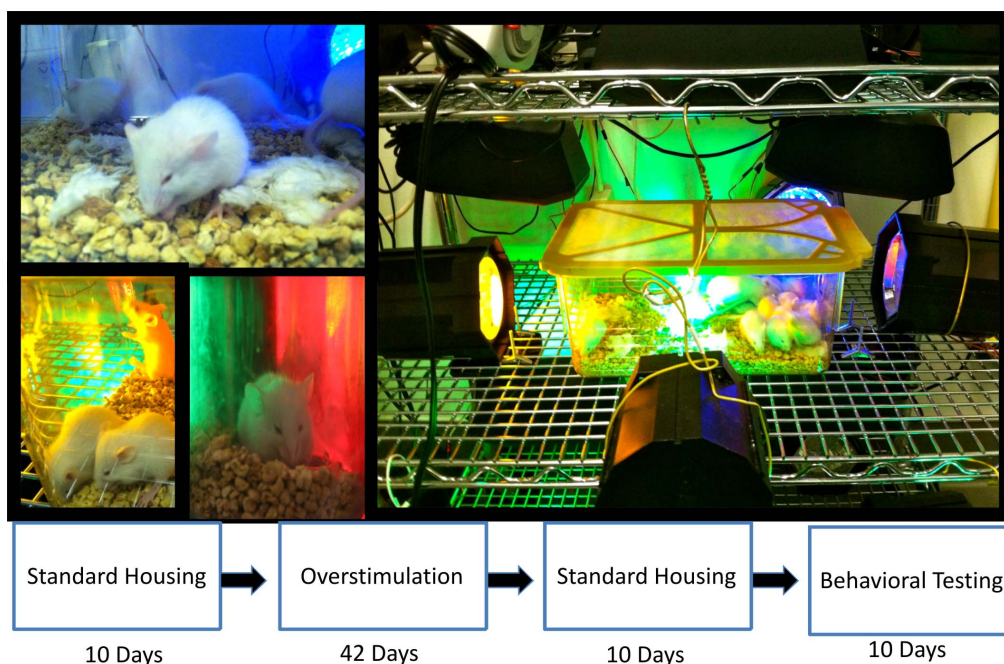 Standard Housing
Overstimulation
Standard Housing
Behavioral Testing
10 Days
42 Days
10 Days
10 Days